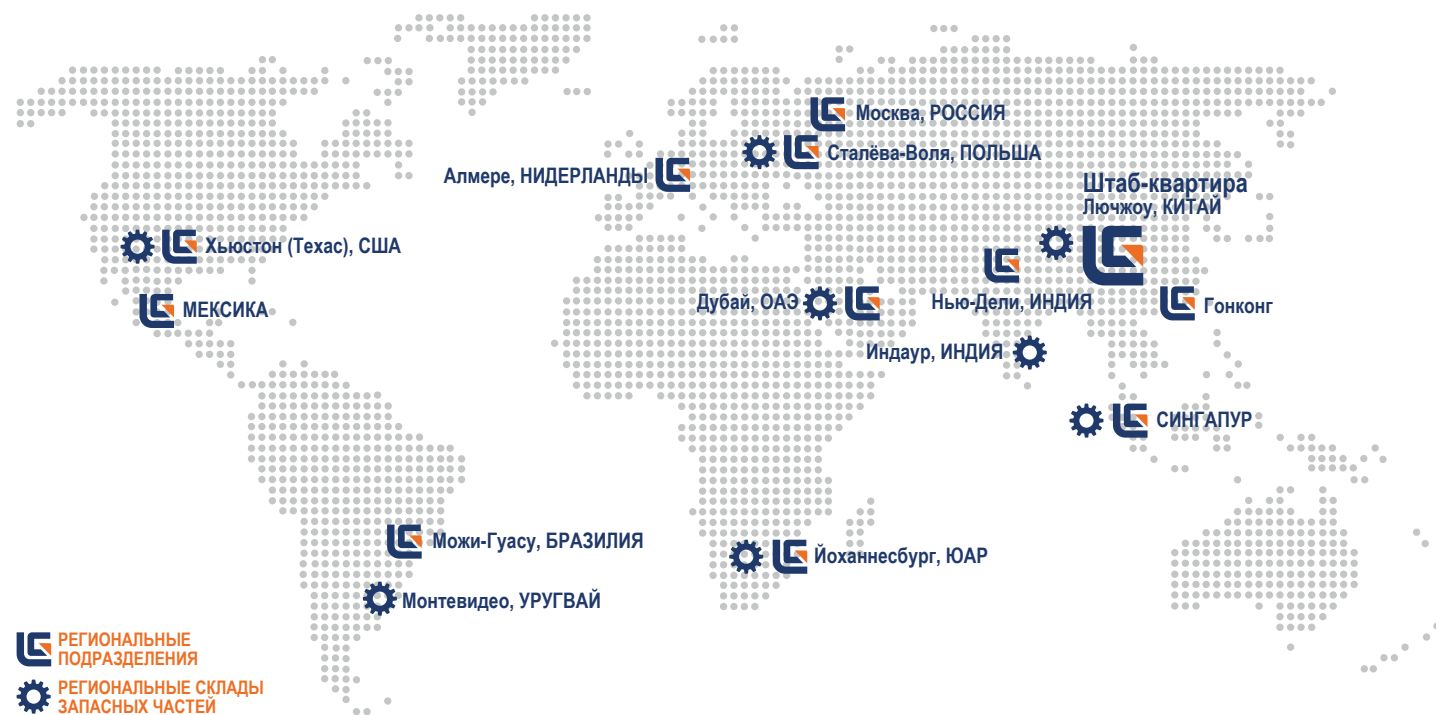 Москва, РОССИЯ
Сталёва-Воля, ПОЛЬША
Алмере, НИДЕРЛАНДЫ
Штаб-квартира
Лючжоу, КИТАЙ
Хьюстон (Техас), США
МЕКСИКА
Дубай, ОАЭ
Нью-Дели, ИНДИЯ
Гонконг
Индаур, ИНДИЯ
СИНГАПУР
Можи-Гуасу, БРАЗИЛИЯ
Йоханнесбург, ЮАР
Монтевидео, УРУГВАЙ
РЕГИОНАЛЬНЫЕ
ПОДРАЗДЕЛЕНИЯ
РЕГИОНАЛЬНЫЕ СКЛАДЫ
ЗАПАСНЫХ ЧАСТЕЙ